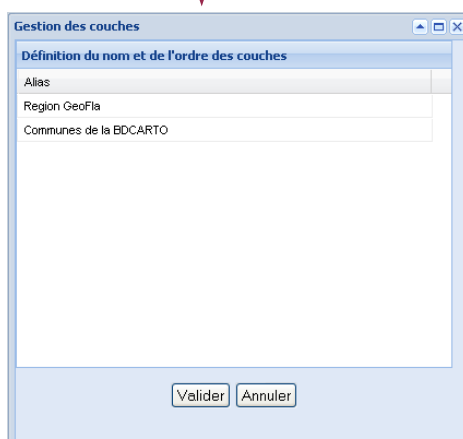 Gestion des couches
Définition du nom et de l'ordre des couches
Alias
Region GeoFla
Communes de la BDCARTO
Valider Annuler